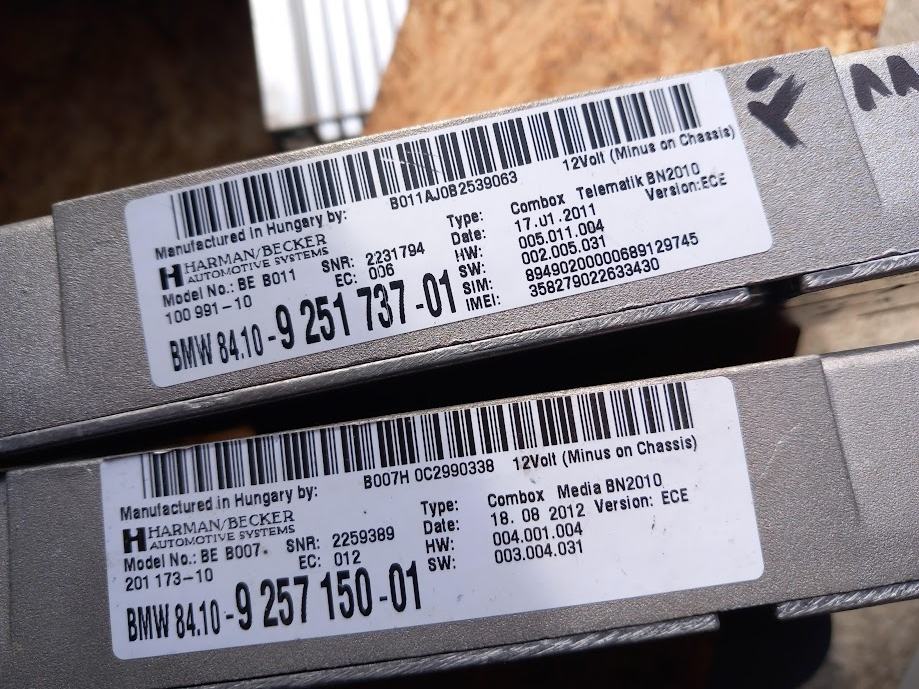 B011AJ0B2539063 12Volt (Minus on Chassis)
Manufactured in Hungary by:
HARMAN/BECKER
AUTOMOTIVE SYSTEMS
Model No.: BE B011
100 991-10
SNR: 2231794
EC: 006
Type: Combox Telematik BN2010
Date: 17.01.2011 Version:ECE
HW: 005.011.004
SW: 002.005.031
SIM: 89490200000689129745
IMEI: 358279022633430
BMW 84.10-9 251 737-01
B007H 0C2990338 12Volt (Minus on Chassis)
Manufactured in Hungary by:
HARMAN/BECKER
AUTOMOTIVE SYSTEMS
Model No.: BE B007.
201 173-10
SNR: 2259389
EC: 012
Type: Combox Media BN2010
Date: 18. 08 2012 Version: ECE
HW: 004.001.004
SW: 003.004.031
BMW 84.10-9 257 150-01